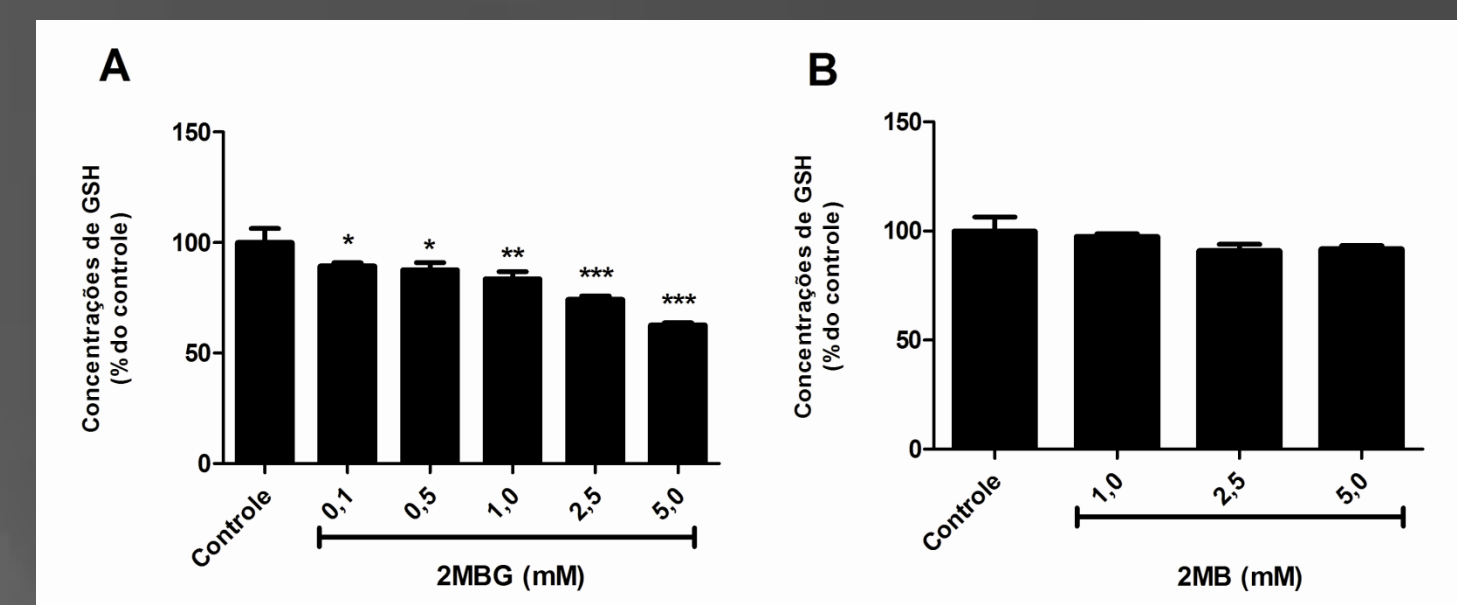 A
Concentrações de GSH
(% do controle)
150
100
50
0
*
*
**
***
***
Controle
0,1
0,5
1,0
2,5
5,0
2MBG (mM)
B
Concentrações de GSH
(% do controle)
150
100
50
0
Controle
1,0
2,5
5,0
2MB (mM)